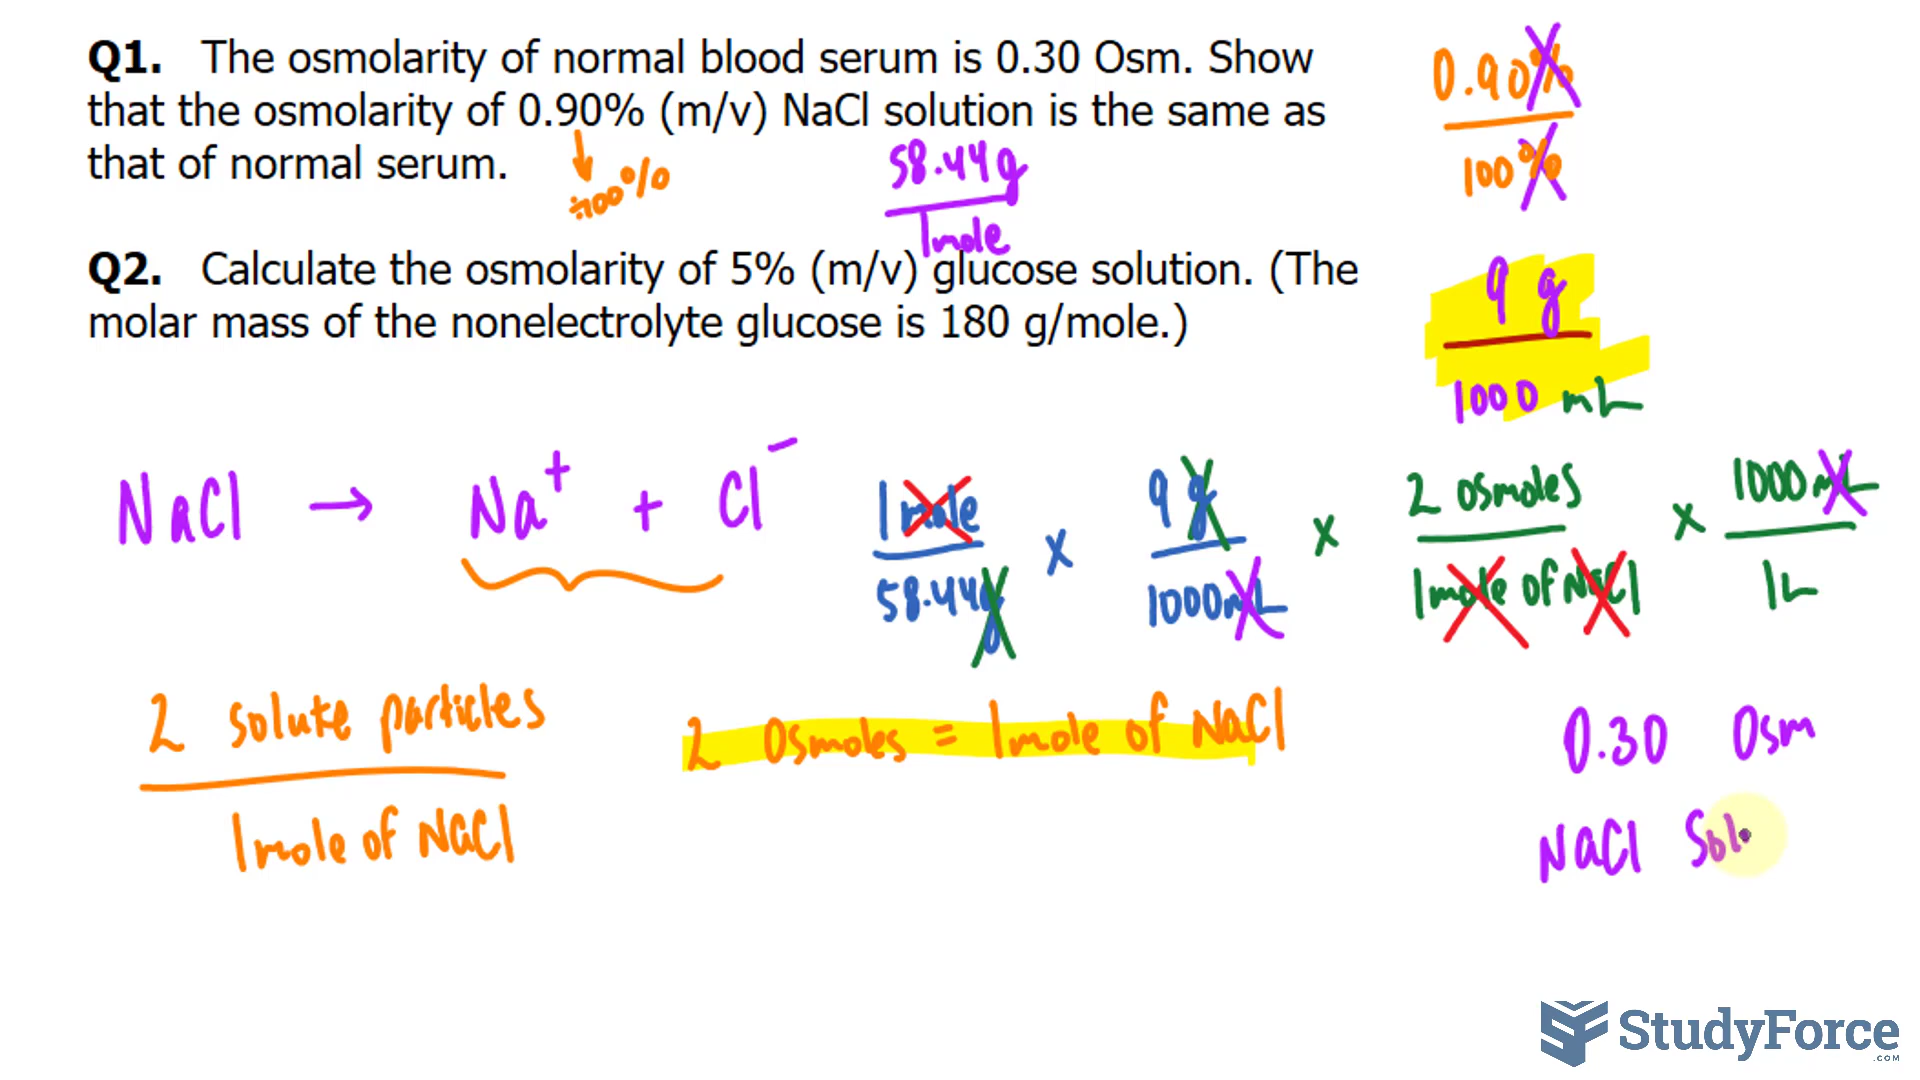 Q1. The osmolarity of normal blood serum is 0.30 Osm. Show
that the osmolarity of 0.90% (m/v) NaCl solution is the same as
that of normal serum.
÷100%
58.44g
1mole
0.90%
100%
Q2. Calculate the osmolarity of 5% (m/v) glucose solution. (The
molar mass of the nonelectrolyte glucose is 180 g/mole.)
9 g
1000 mL
NaCl → Na⁺ + Cl⁻
1mole x 9 g x 2 osmoles x 1000mL
58.44g 1000mL 1mole of NaCl 1L
2 solute particles
1mole of NaCl
2 Osmoles = 1mole of NaCl
0.30 Osm
NaCl Sol
StudyForce
.COM